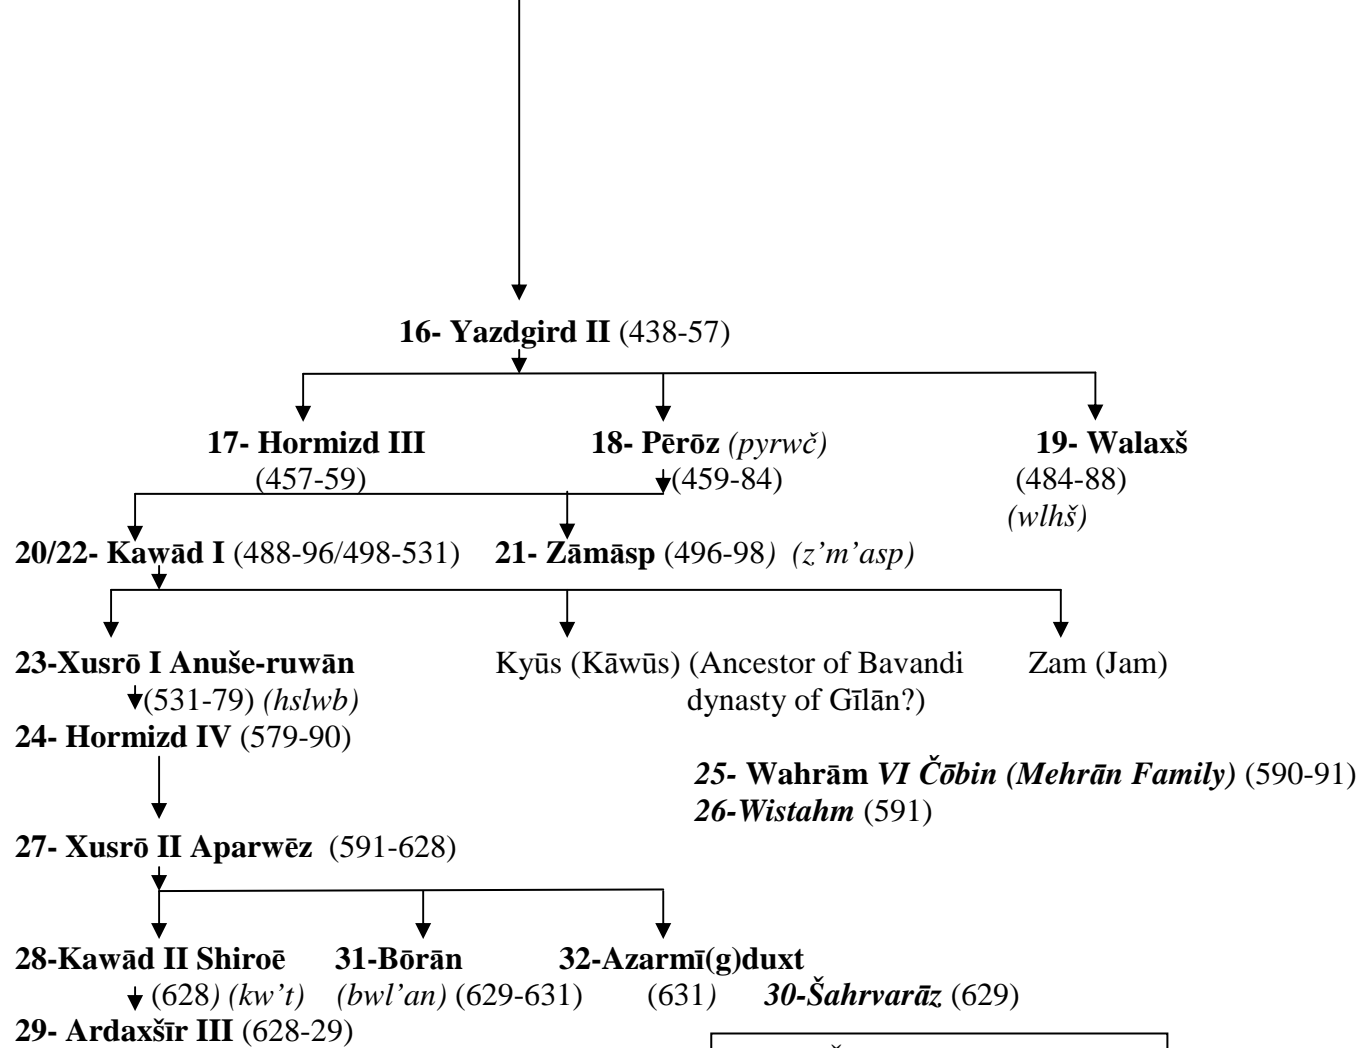 16- Yazdgird II (438-57)
17- Hormizd III 18- Pērōz (pyrwč) 19- Walaxš
(457-59) (459-84) (484-88)
(wlhš)
20/22- Kawād I (488-96/498-531) 21- Zāmāsp (496-98) (z’m’asp)
23-Xusrō I Anuše-ruwān Kyūs (Kāwūs) (Ancestor of Bavandi Zam (Jam)
(531-79) (hslwb) dynasty of Gīlān?)
24- Hormizd IV (579-90)
25- Wahrām VI Čōbin (Mehrān Family) (590-91)
26-Wistahm (591)
27- Xusrō II Aparwēz (591-628)
28-Kawād II Shiroē 31-Bōrān 32-Azarmī(g)duxt
(628) (kw’t) (bwl’an) (629-631) (631) 30-Šahrvarāz (629)
29- Ardaxšīr III (628-29)